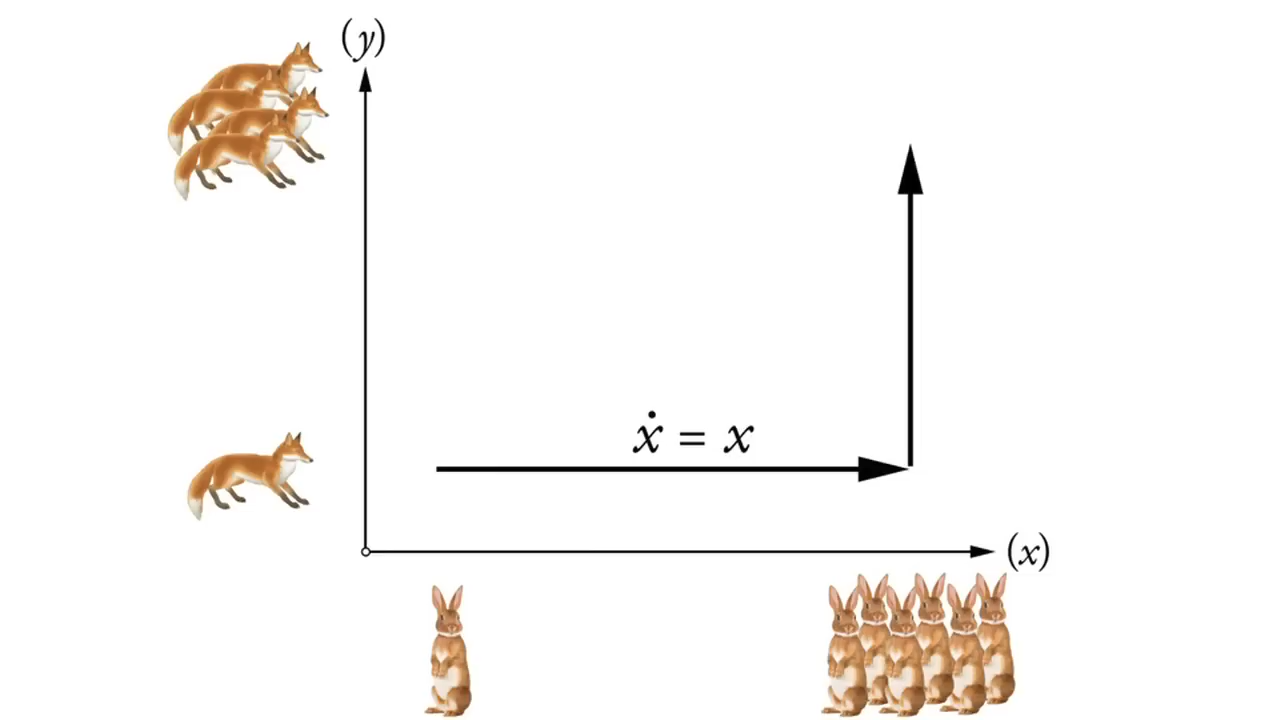 (y)
ẋ = x
(x)